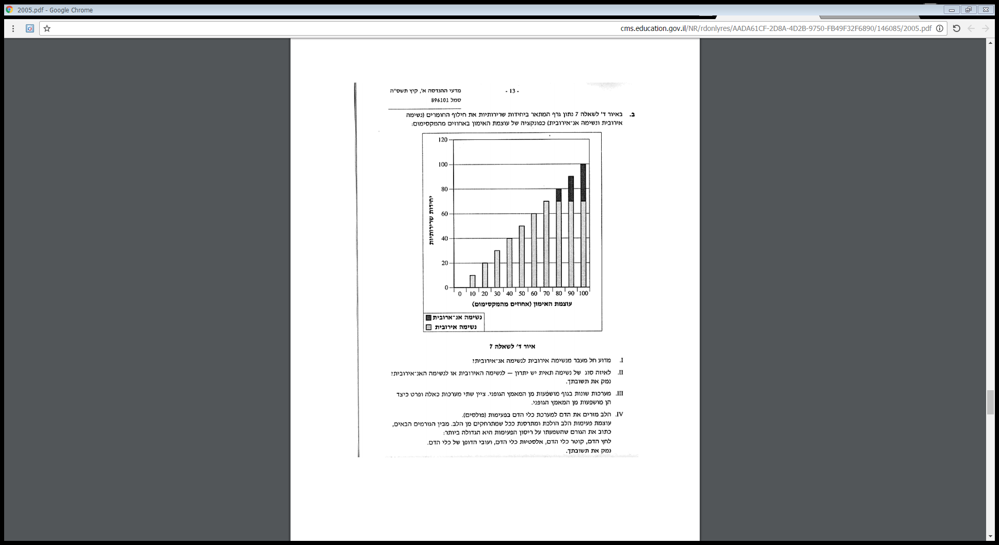 2005.pdf - Google Chrome
cms.education.gov.il/NR/rdonlyres/AADA61CF-2D8A-4D2B-9750-FB49F32F6890/146085/2005.pdf
- 13 -
מדעי ההנדסה א', קיץ תשס"ה
סמל 896101
ב. באיור ד' לשאלה 7 נתון גרף המתאר ביחידות שרירותיות את חילוף החומרים (נשימה
אירובית ונשימה אנ־אירובית) כפונקציה של עוצמת האימון באחוזים מהמקסימום:
120
100
80
60
40
20
0
יחידות שרירותיות
0 10 20 30 40 50 60 70 80 90 100
עוצמת האימון (אחוזים מהמקסימום)
נשימה אנ־ארובית
נשימה אירובית
איור ד' לשאלה 7
I. מדוע חל מעבר מנשימה אירובית לנשימה אנ־אירובית?
II. לאיזה סוג של נשימה תאית יש יתרון – לנשימה האירובית או לנשימה האנ־אירובית?
נמק את תשובתך.
III. מערכות שונות בגוף מושפעות מן המאמץ הגופני. ציין שתי מערכות כאלה ופרט כיצד
הן מושפעות מן המאמץ הגופני.
IV. הלב מזרים את הדם למערכת כלי הדם בפעימות (פולסים).
עוצמת פעימות הלב הולכת ומתרסנת ככל שמתרחקים מן הלב. מבין הגורמים הבאים,
כתוב את הגורם שהשפעתו על ריסון הפעימות היא הגדולה ביותר:
לחץ הדם, קוטר כלי הדם, אלסטיות כלי הדם, ועובי הדופן של כלי הדם.
נמק את תשובתך.